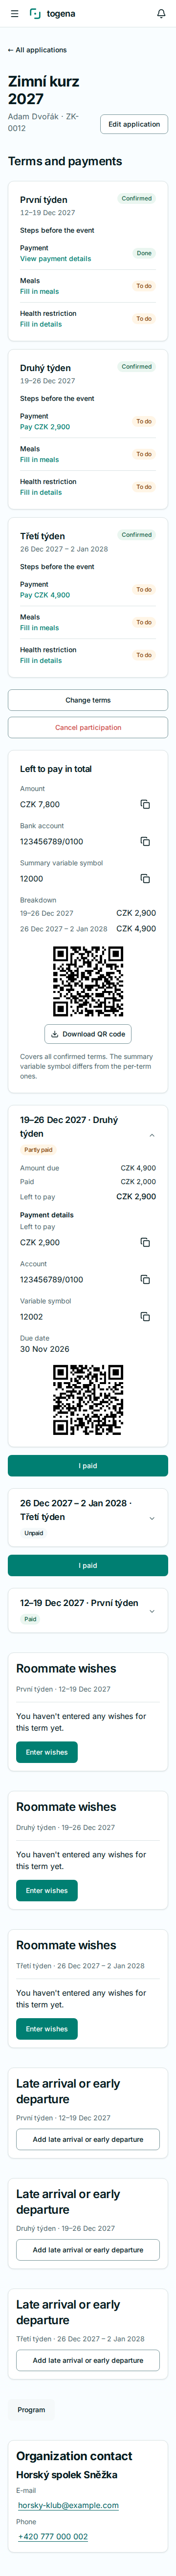 togena
← All applications
Zimní kurz
2027
Adam Dvořák · ZK-
0012
Edit application
Terms and payments
První týden
Confirmed
12–19 Dec 2027
Steps before the event
Payment
View payment details
Done
Meals
Fill in meals
To do
Health restriction
Fill in details
To do
Druhý týden
Confirmed
19–26 Dec 2027
Steps before the event
Payment
Pay CZK 2,900
To do
Meals
Fill in meals
To do
Health restriction
Fill in details
To do
Třetí týden
Confirmed
26 Dec 2027 – 2 Jan 2028
Steps before the event
Payment
Pay CZK 4,900
To do
Meals
Fill in meals
To do
Health restriction
Fill in details
To do
Change terms
Cancel participation
Left to pay in total
Amount
CZK 7,800
Bank account
123456789/0100
Summary variable symbol
12000
Breakdown
19–26 Dec 2027 CZK 2,900
26 Dec 2027 – 2 Jan 2028 CZK 4,900
Download QR code
Covers all confirmed terms. The summary
variable symbol differs from the per-term
ones.
19–26 Dec 2027 · Druhý
týden
Partly paid
Amount due CZK 4,900
Paid CZK 2,000
Left to pay CZK 2,900
Payment details
Left to pay
CZK 2,900
Account
123456789/0100
Variable symbol
12002
Due date
30 Nov 2026
I paid
26 Dec 2027 – 2 Jan 2028 ·
Třetí týden
Unpaid
I paid
12–19 Dec 2027 · První týden
Paid
Roommate wishes
První týden · 12–19 Dec 2027
You haven't entered any wishes for
this term yet.
Enter wishes
Roommate wishes
Druhý týden · 19–26 Dec 2027
You haven't entered any wishes for
this term yet.
Enter wishes
Roommate wishes
Třetí týden · 26 Dec 2027 – 2 Jan 2028
You haven't entered any wishes for
this term yet.
Enter wishes
Late arrival or early
departure
První týden · 12–19 Dec 2027
Add late arrival or early departure
Late arrival or early
departure
Druhý týden · 19–26 Dec 2027
Add late arrival or early departure
Late arrival or early
departure
Třetí týden · 26 Dec 2027 – 2 Jan 2028
Add late arrival or early departure
Program
Organization contact
Horský spolek Sněžka
E-mail
horsky-klub@example.com
Phone
+420 777 000 002